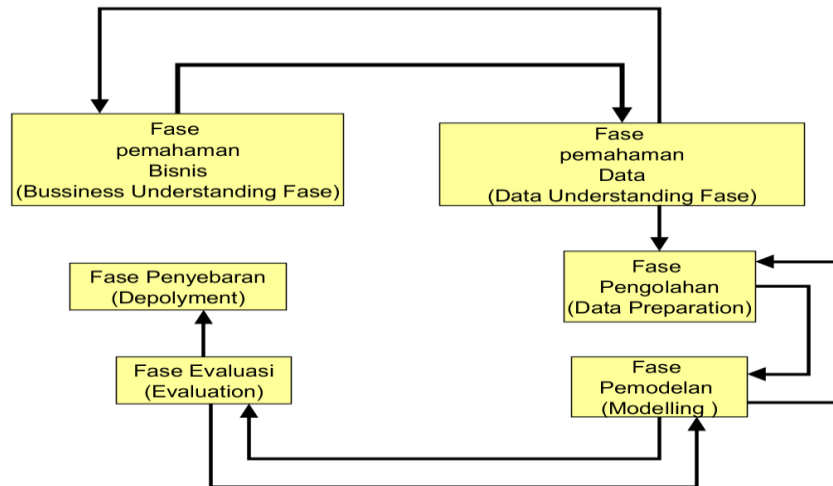 Fase
pemahaman
Bisnis
(Bussiness Understanding Fase)
Fase
pemahaman
Data
(Data Understanding Fase)
Fase
Pengolahan
(Data Preparation)
Fase Penyebaran
(Depolyment)
Fase Evaluasi
(Evaluation)
Fase
Pemodelan
(Modelling )